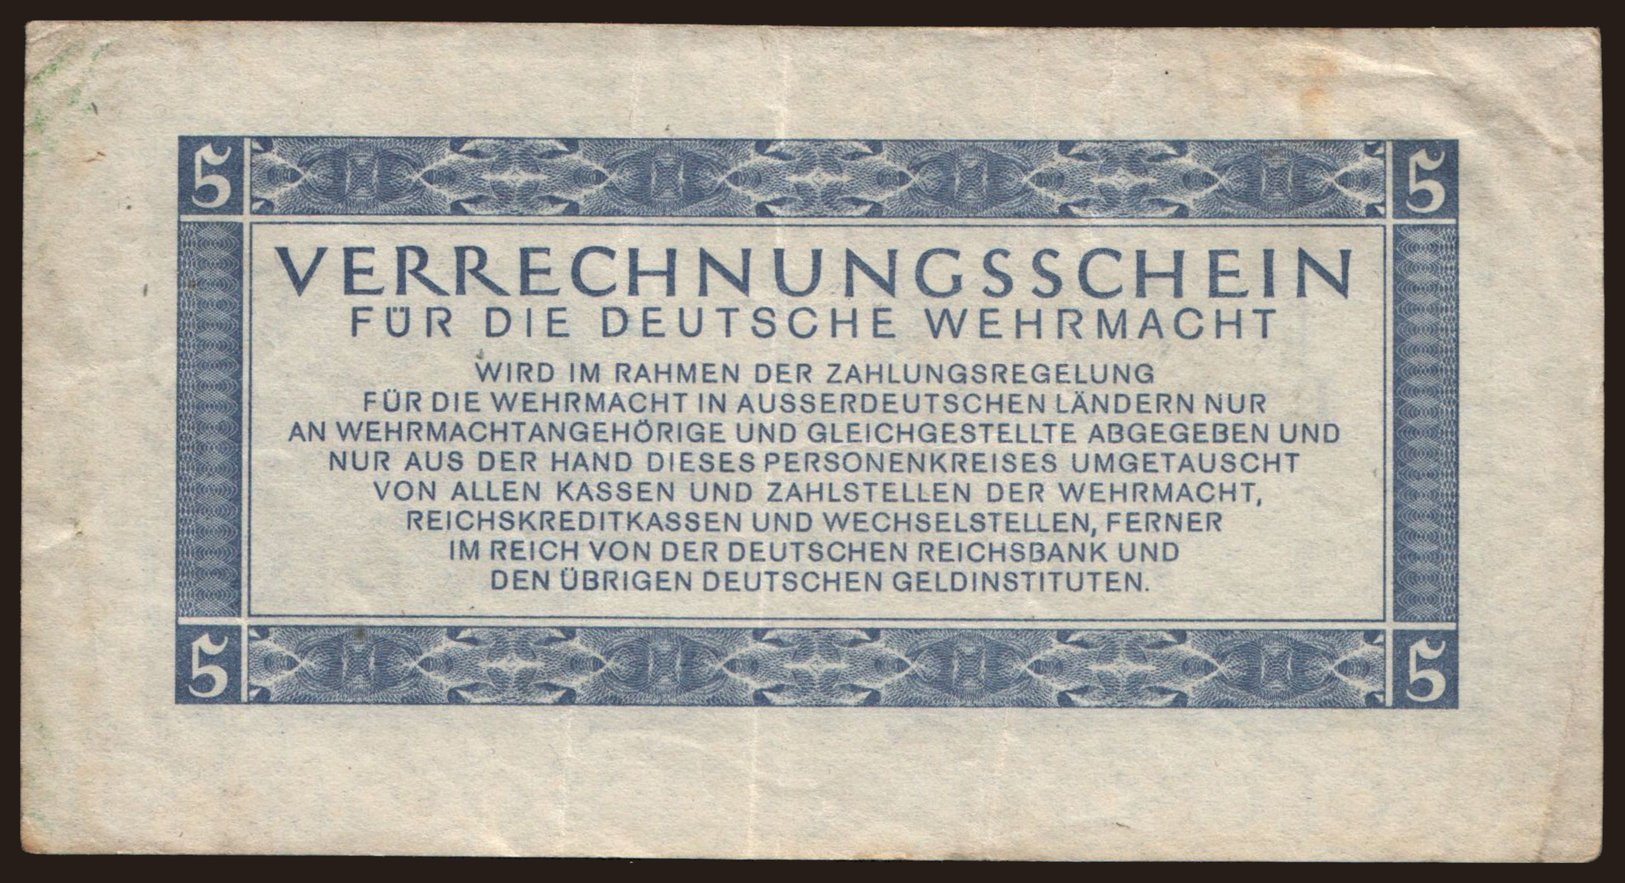 5 5
VERRECHNUNGSSCHEIN
FÜR DIE DEUTSCHE WEHRMACHT
WIRD IM RAHMEN DER ZAHLUNGSREGELUNG
FÜR DIE WEHRMACHT IN AUSSERDEUTSCHEN LÄNDERN NUR
AN WEHRMACHTANGEHÖRIGE UND GLEICHGESTELLTE ABGEGEBEN UND
NUR AUS DER HAND DIESES PERSONENKREISES UMGETAUSCHT
VON ALLEN KASSEN UND ZAHLSTELLEN DER WEHRMACHT,
REICHSKREDITKASSEN UND WECHSELSTELLEN, FERNER
IM REICH VON DER DEUTSCHEN REICHSBANK UND
DEN ÜBRIGEN DEUTSCHEN GELDINSTITUTEN.
5 5